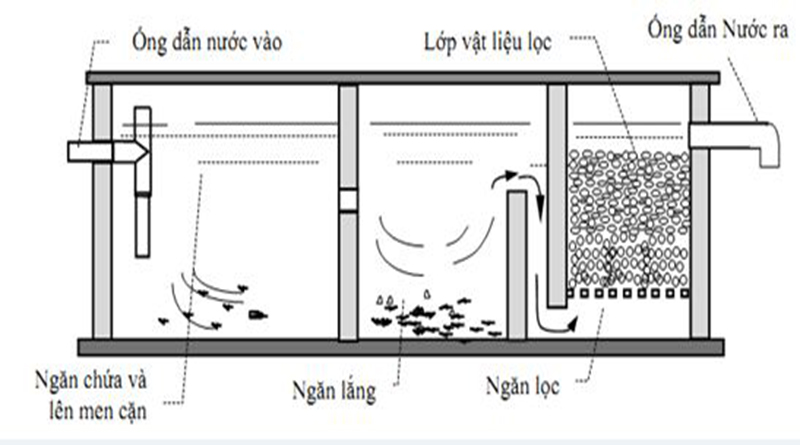 Ống dẫn nước vào
Lớp vật liệu lọc
Ống dẫn Nước ra
Ngăn chứa và
lên men cặn
Ngăn lắng
Ngăn lọc